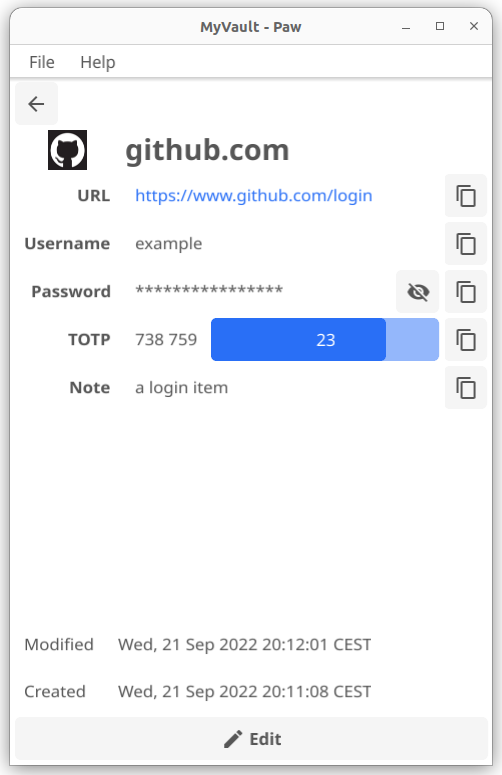 MyVault - Paw
File Help
github.com
URL https://www.github.com/login
Username example
Password ****************
TOTP 738 759 23
Note a login item
Modified Wed, 21 Sep 2022 20:12:01 CEST
Created Wed, 21 Sep 2022 20:11:08 CEST
Edit